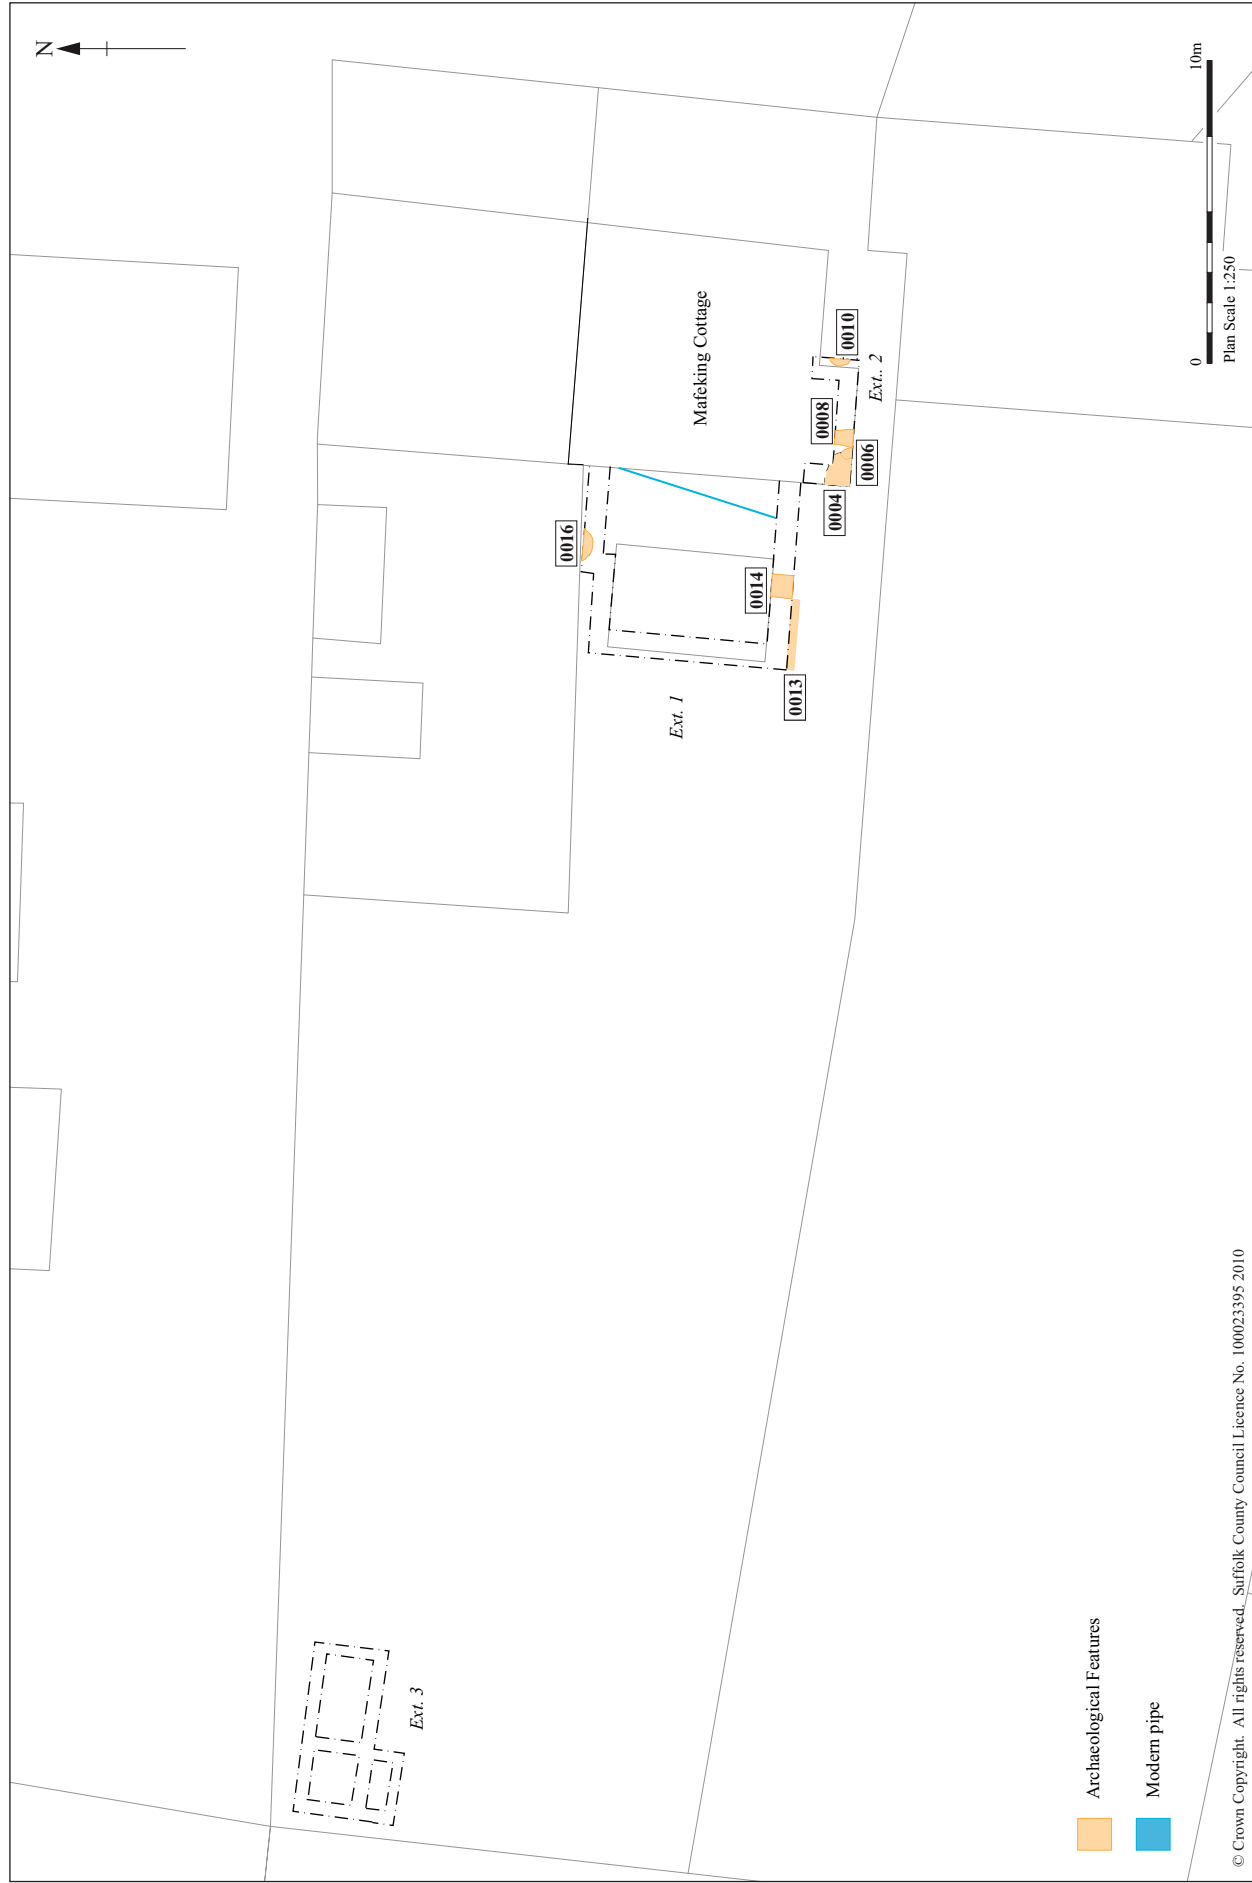 N
Mafeking Cottage
0016
0014
0013
0004
0008
0006
0010
Ext. 1
Ext.. 2
Ext. 3
Archaeological Features
Modern pipe
0
10m
Plan Scale 1:250
© Crown Copyright. All rights reserved. Suffolk County Council Licence No. 100023395 2010